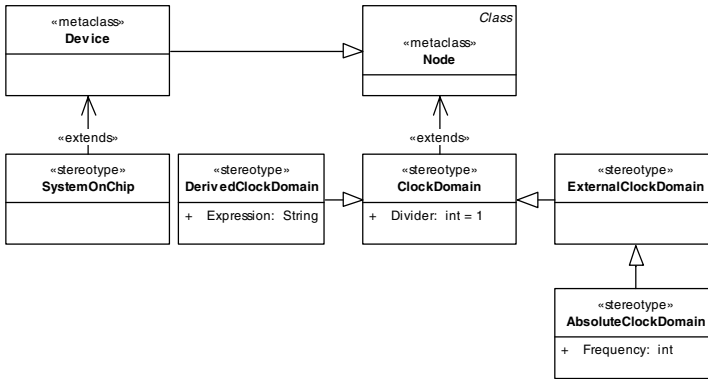 «metaclass»
Device
Class
«metaclass»
Node
«extends»
«extends»
«stereotype»
SystemOnChip
«stereotype»
DerivedClockDomain
+ Expression: String
«stereotype»
ClockDomain
+ Divider: int = 1
«stereotype»
ExternalClockDomain
«stereotype»
AbsoluteClockDomain
+ Frequency: int